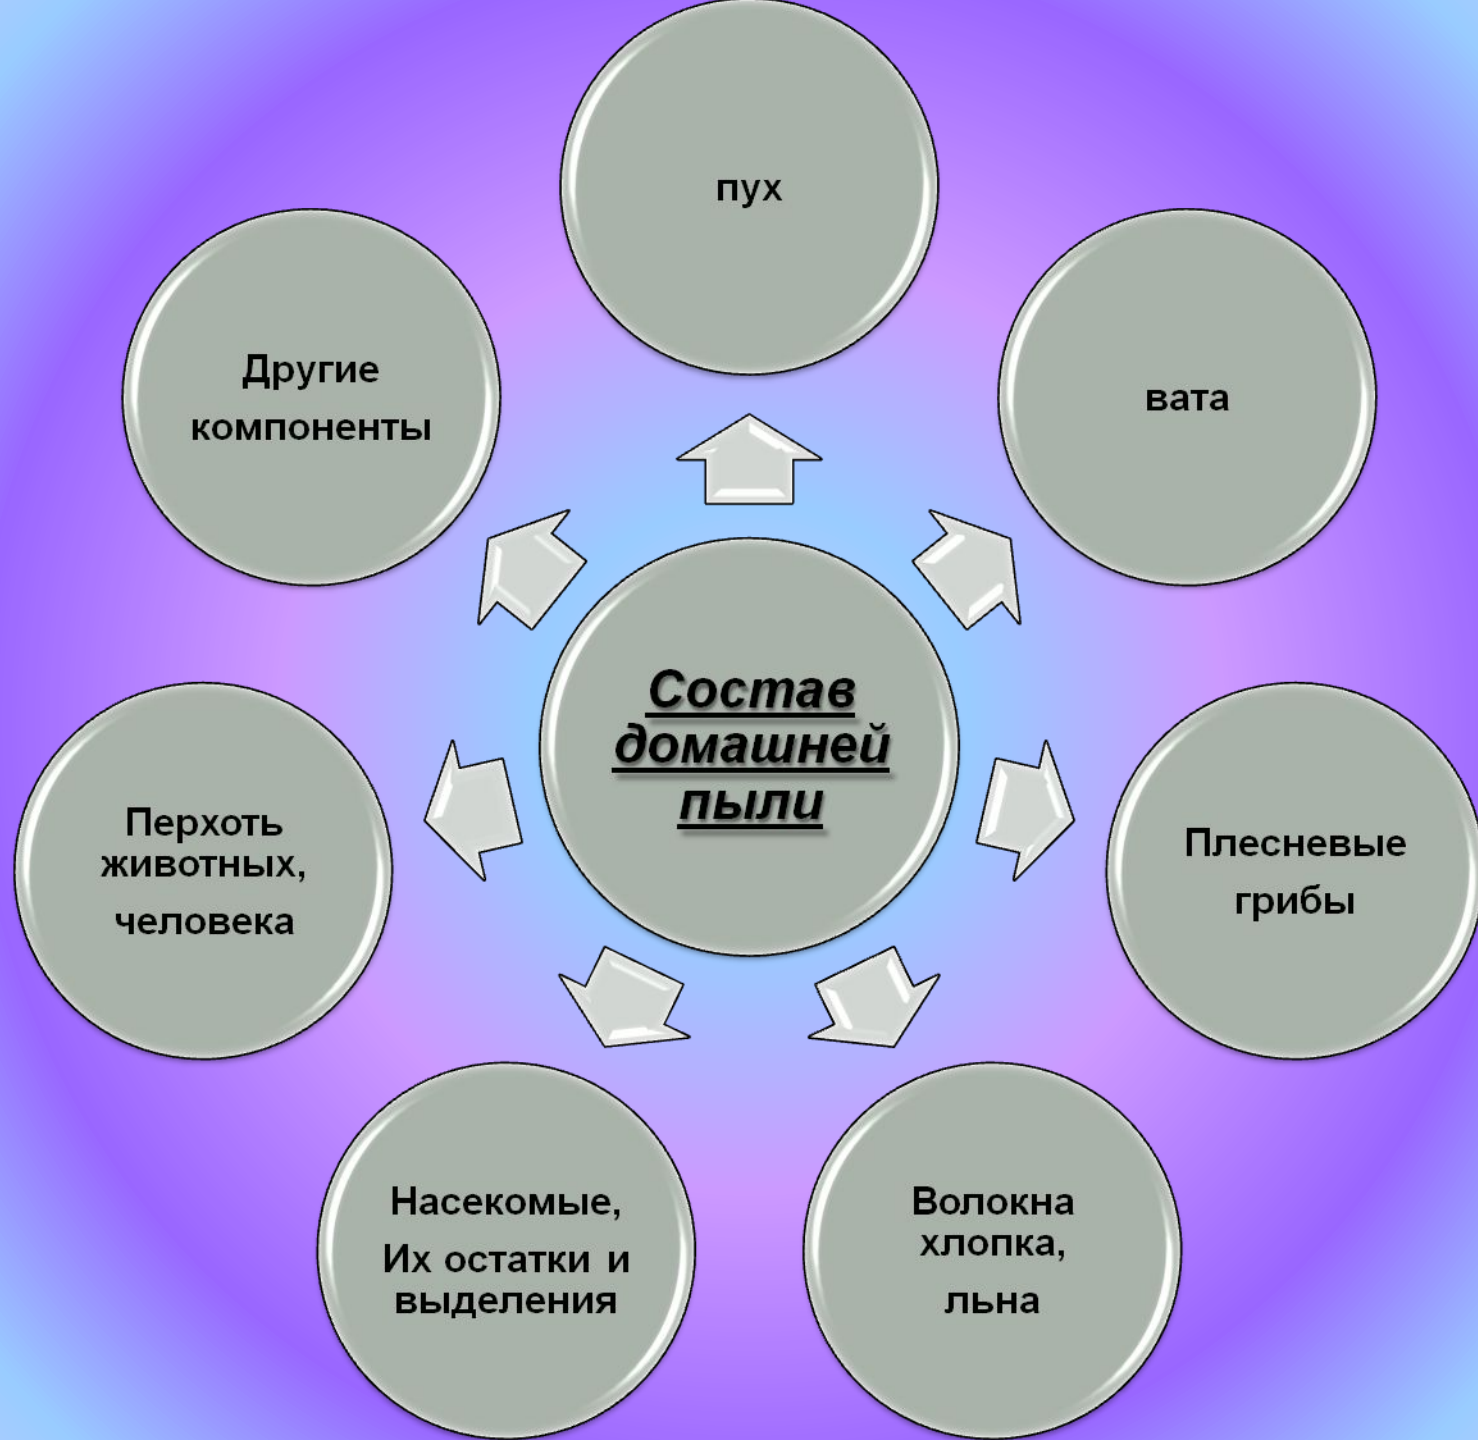 пух
вата
Другие
компоненты
Состав
домашней
пыли
Плесневые
грибы
Перхоть
животных,
человека
Волокна
хлопка,
льна
Насекомые,
Их остатки и
выделения